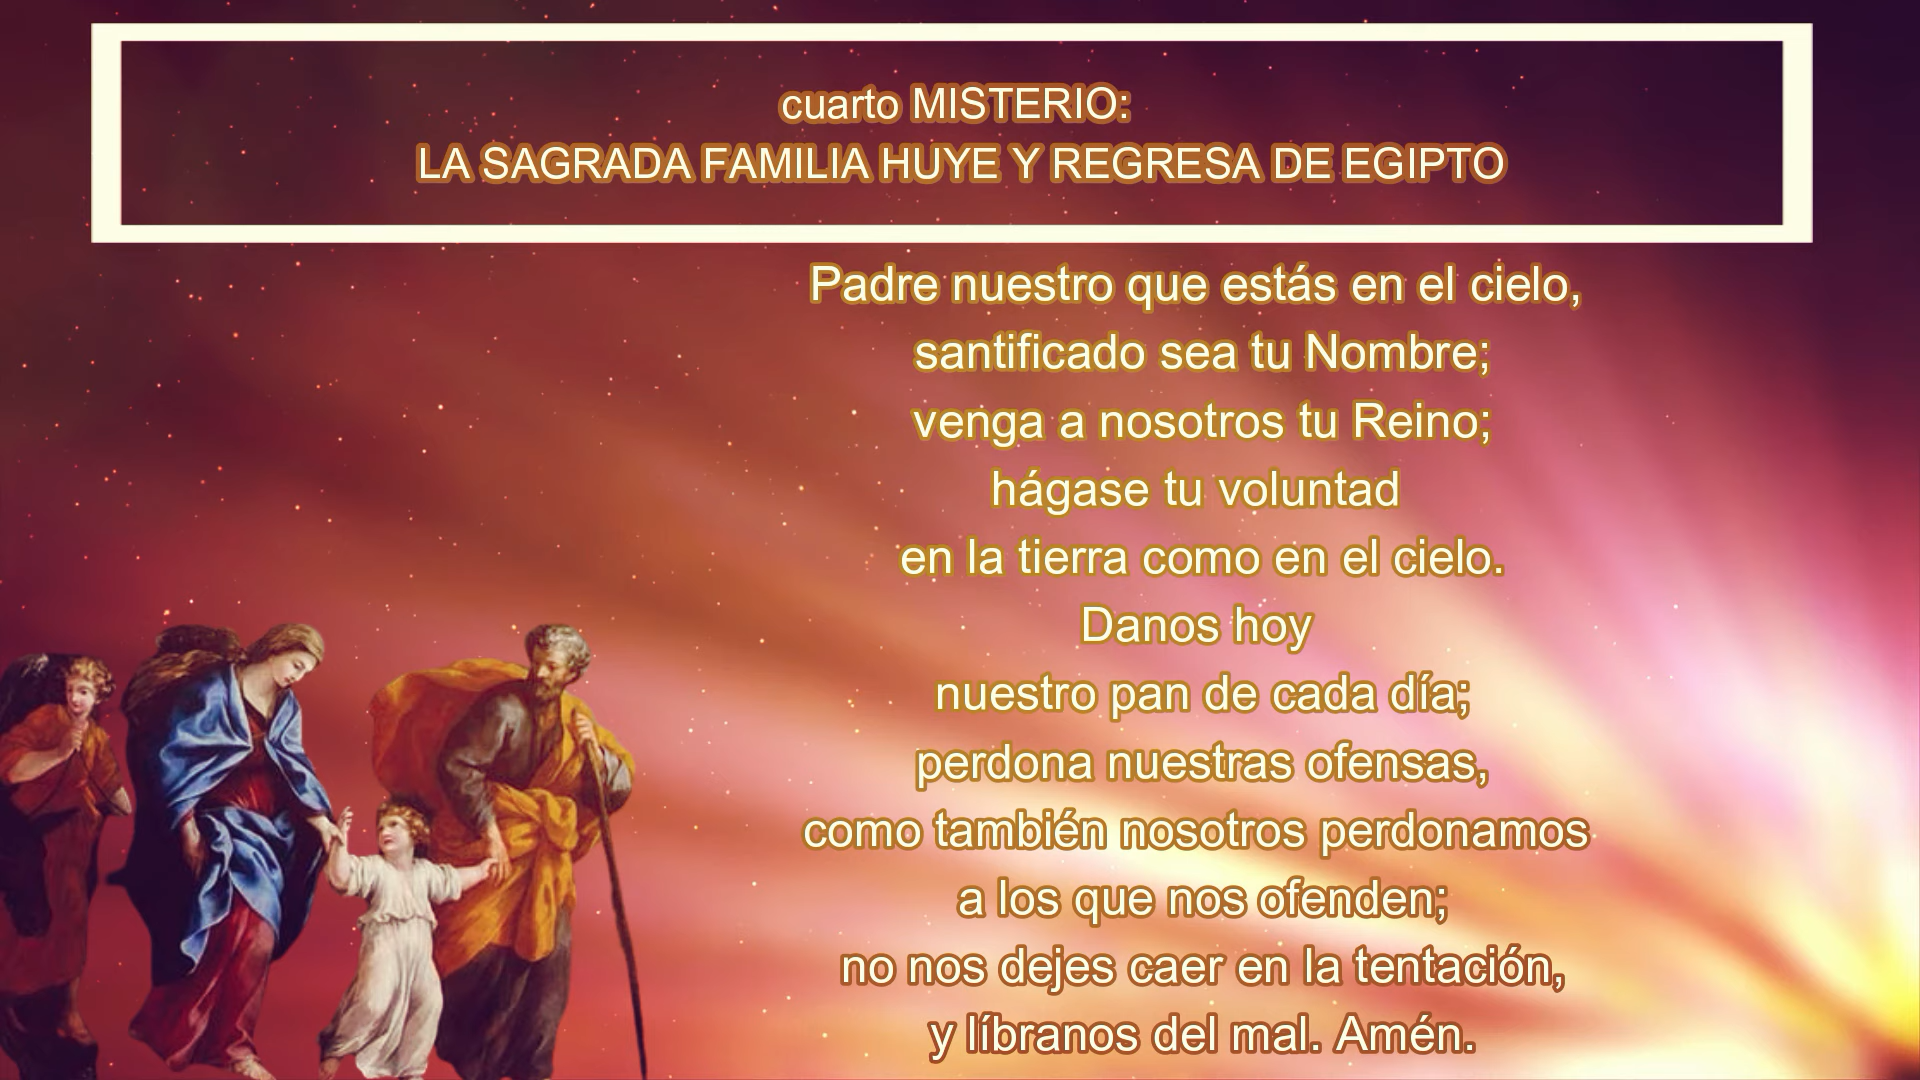 cuarto MISTERIO:
LA SAGRADA FAMILIA HUYE Y REGRESA DE EGIPTO
Padre nuestro que estás en el cielo,
santificado sea tu Nombre;
venga a nosotros tu Reino;
hágase tu voluntad
en la tierra como en el cielo.
Danos hoy
nuestro pan de cada día;
perdona nuestras ofensas,
como también nosotros perdonamos
a los que nos ofenden;
no nos dejes caer en la tentación,
y líbranos del mal. Amén.